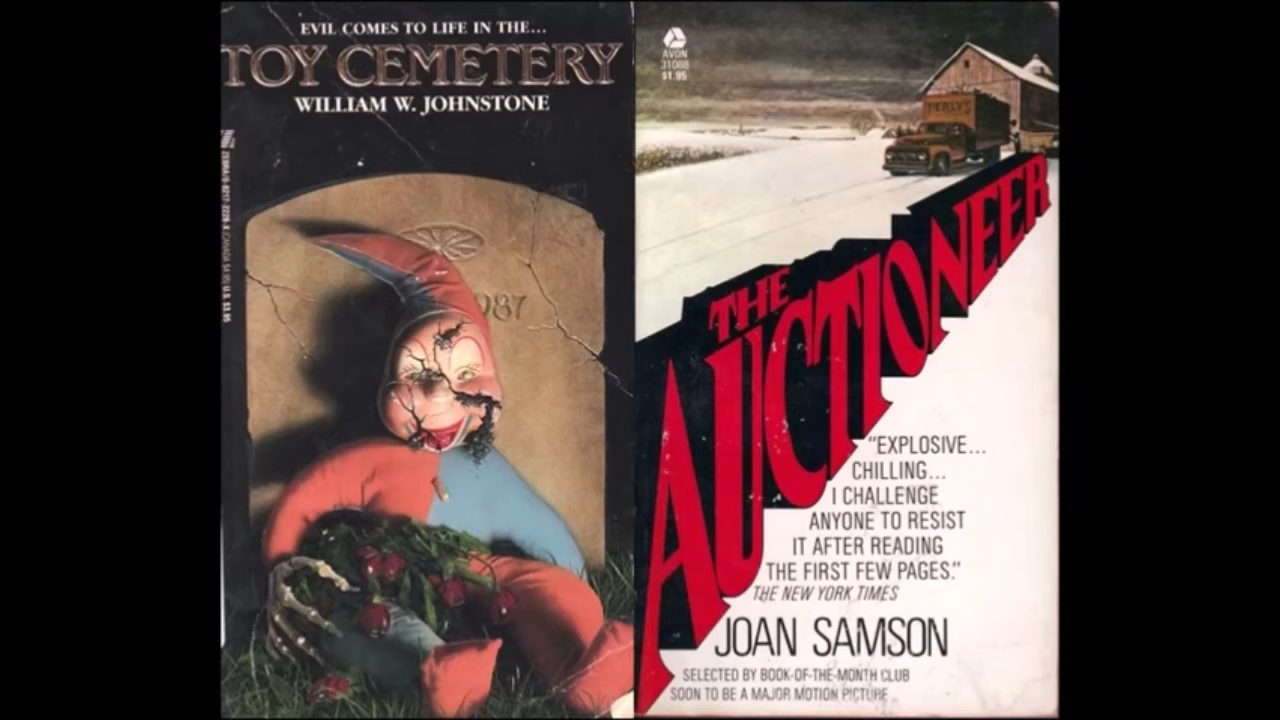 EVIL COMES TO LIFE IN THE...
TOY CEMETERY
WILLIAM W. JOHNSTONE
1987
AVON
31088
$1.95
PERLY'S
THE
AUCTIONEER
"EXPLOSIVE...
CHILLING...
I CHALLENGE
ANYONE TO RESIST
IT AFTER READING
THE FIRST FEW PAGES."
THE NEW YORK TIMES
JOAN SAMSON
SELECTED BY BOOK-OF-THE-MONTH CLUB
SOON TO BE A MAJOR MOTION PICTURE